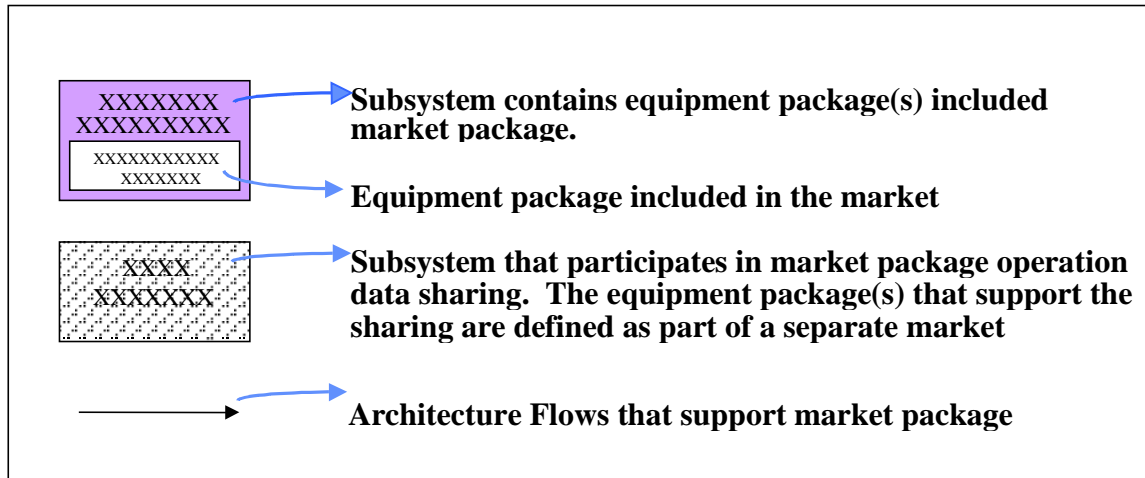 XXXXXXX
XXXXXXXXX
XXXXXXXXXXX
XXXXXXX
Subsystem contains equipment package(s) included
market package.
Equipment package included in the market
XXXX
XXXXXXX
Subsystem that participates in market package operation
data sharing.  The equipment package(s) that support the
sharing are defined as part of a separate market
Architecture Flows that support market package